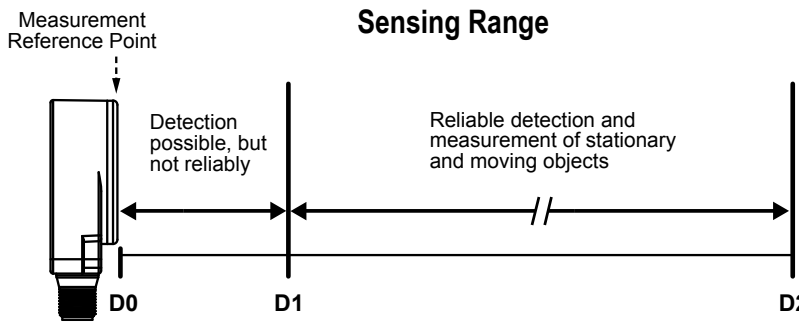 Measurement
Reference Point
Sensing Range
Detection
possible, but
not reliably
Reliable detection and
measurement of stationary
and moving objects
D0
D1
D2